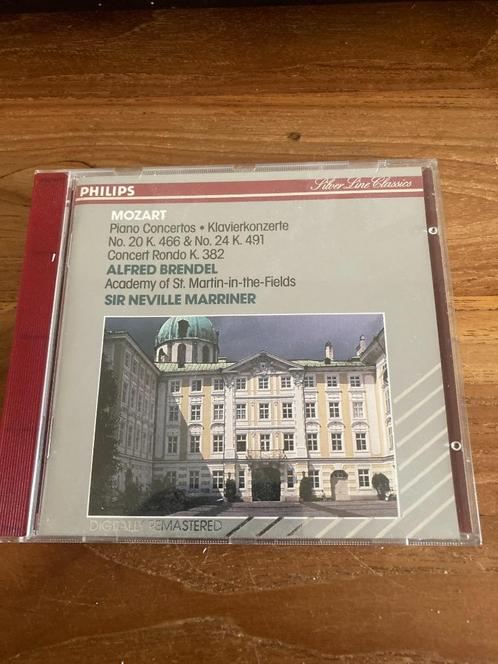 PHILIPS
Silver Line Classics
MOZART
Piano Concertos • Klavierkonzerte
No. 20 K. 466 & No. 24 K. 491
Concert Rondo K. 382
ALFRED BRENDEL
Academy of St. Martin-in-the-Fields
SIR NEVILLE MARRINER
DIGITALLY REMASTERED